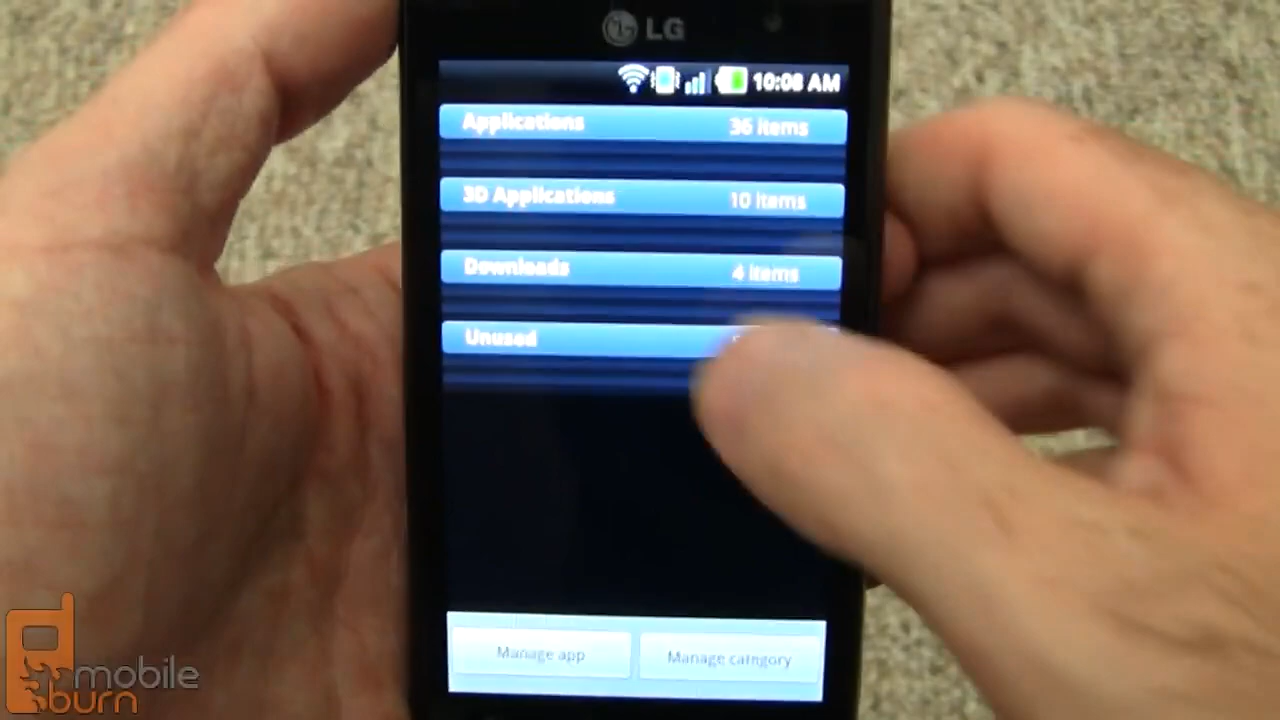 LG
10:08 AM
Applications 36 items
3D Applications 10 items
Downloads 4 items
Unused
Manage app Manage category
mobile
burn